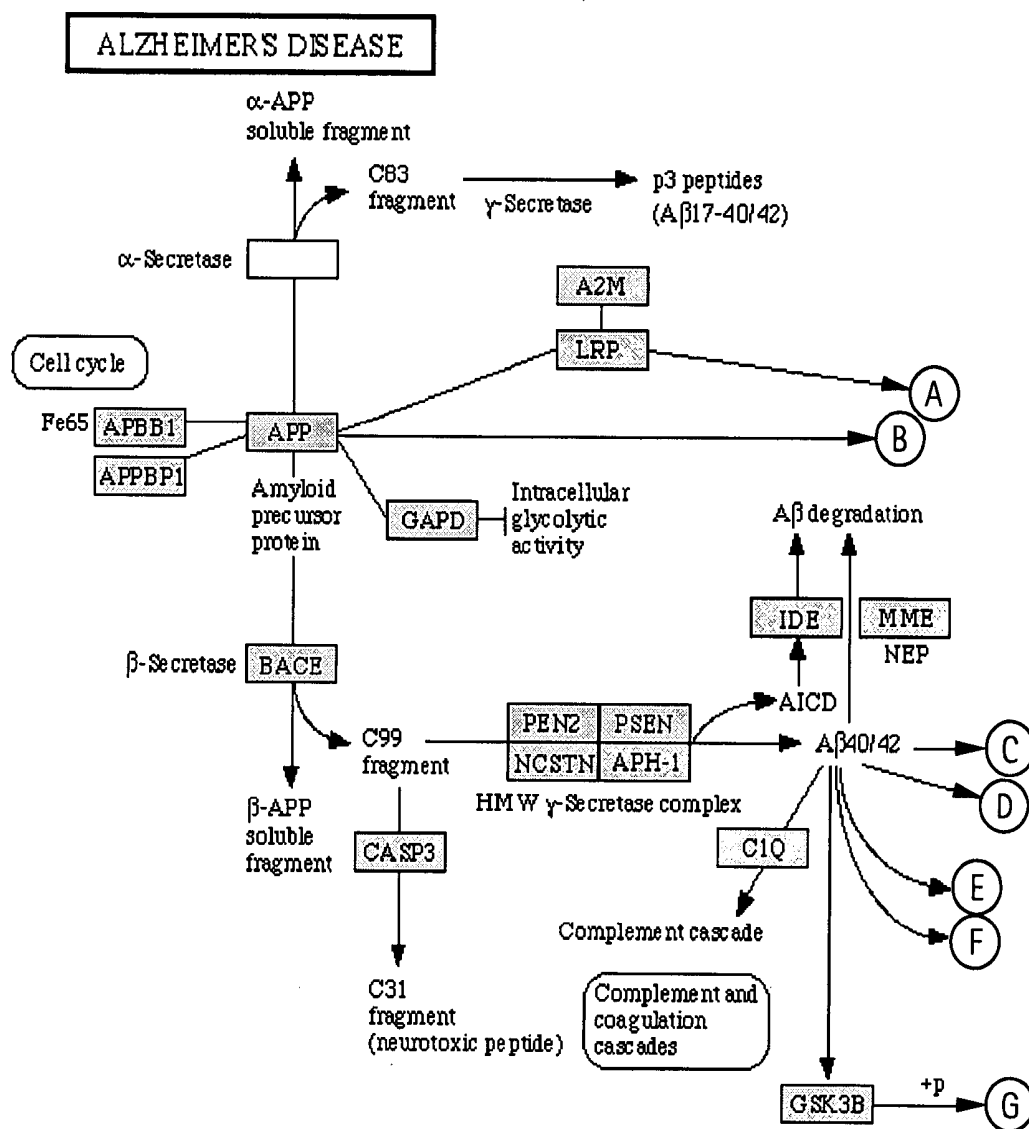 ALZHEIMER'S DISEASE
α-APP
soluble fragment
C83
fragment
γ-Secretase
p3 peptides
(Aβ17-40/42)
α-Secretase
A2M
LRP
Cell cycle
A
Fe65
APBB1
APP
B
APPBP1
Amyloid
precursor
protein
GAPD
Intracellular
glycolytic
activity
Aβ degradation
IDE
MME
NEP
β-Secretase
BACE
AICD
PEN2
PSEN
C99
fragment
NCSTN
APH-1
Aβ40/42
C
HMW γ-Secretase complex
D
β-APP
soluble
fragment
CASP3
C1Q
E
Complement cascade
F
C31
fragment
(neurotoxic peptide)
Complement and
coagulation
cascades
GSK3B
+p
G